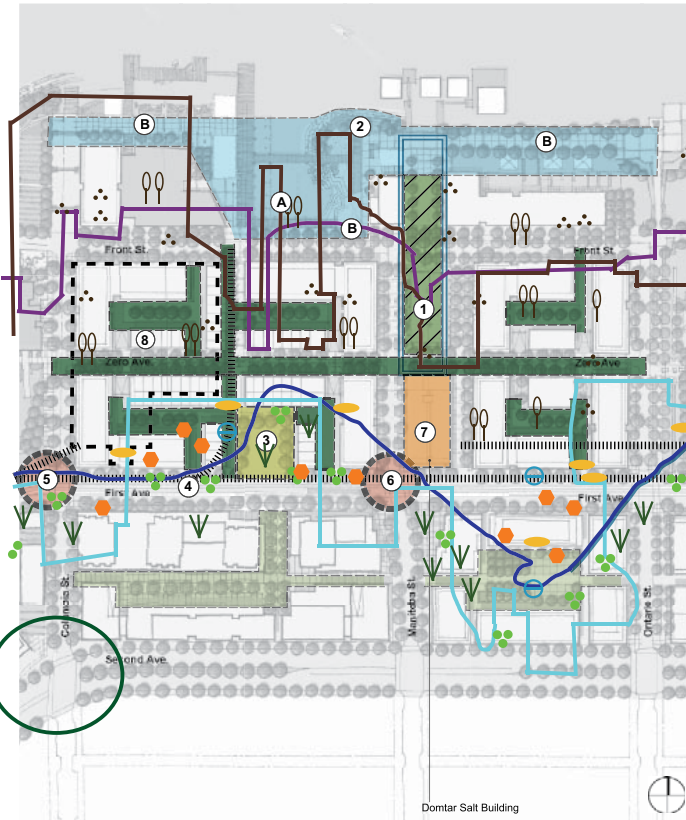 B
2
B
A
B
Front St.
Front St.
1
8
Zero Ave.
Zero Ave.
7
3
5
4
6
First Ave.
First Ave.
Columbia St.
Manitoba St.
Ontario St.
Second Ave.
Domtar Salt Building